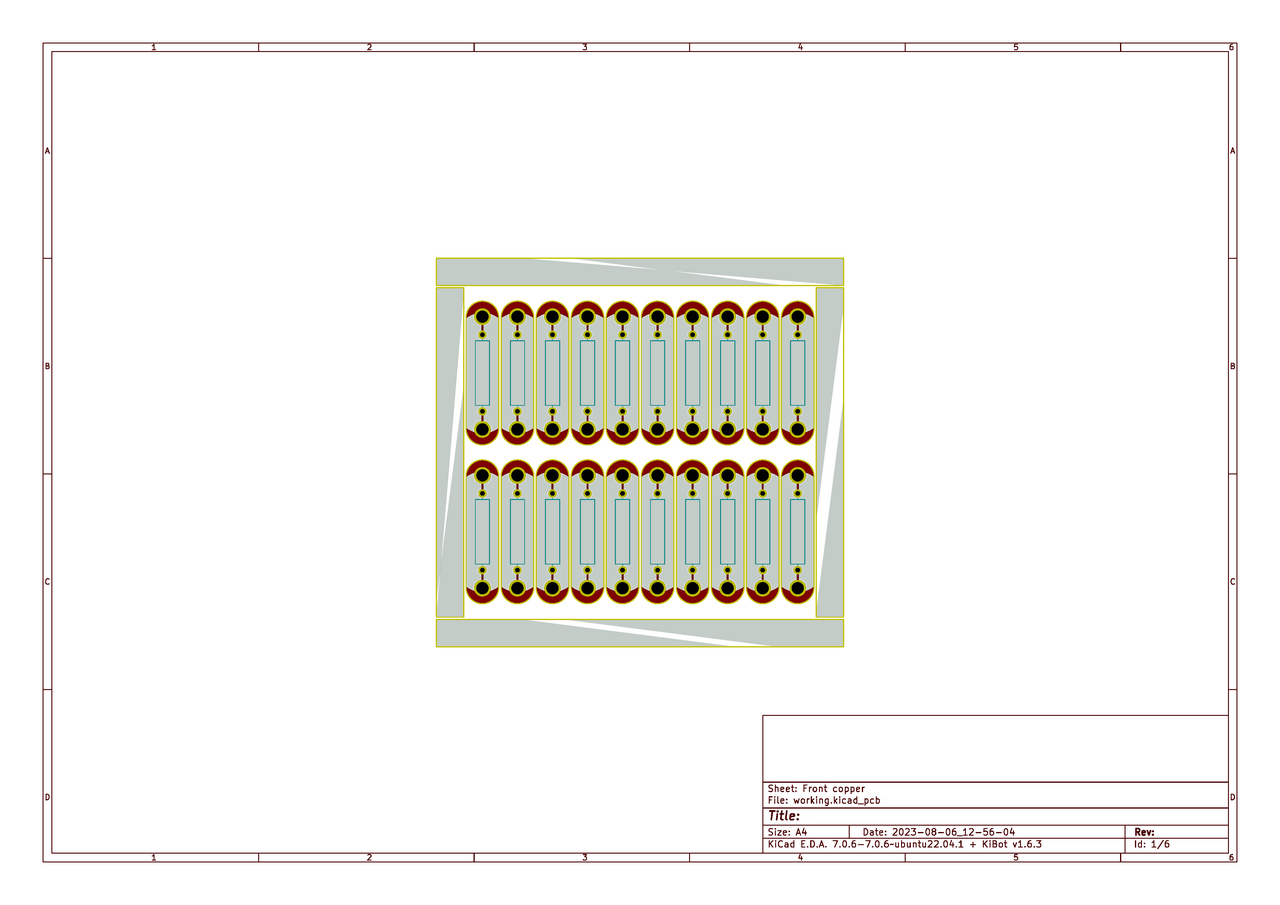 1 2 3 4 5 6
A A
B B
C C
D D
Sheet: Front copper
File: working.kicad_pcb
Title:
Size: A4 Date: 2023-08-06_12-56-04 Rev:
KiCad E.D.A. 7.0.6-7.0.6~ubuntu22.04.1 + KiBot v1.6.3 Id: 1/6
1 2 3 4 5 6